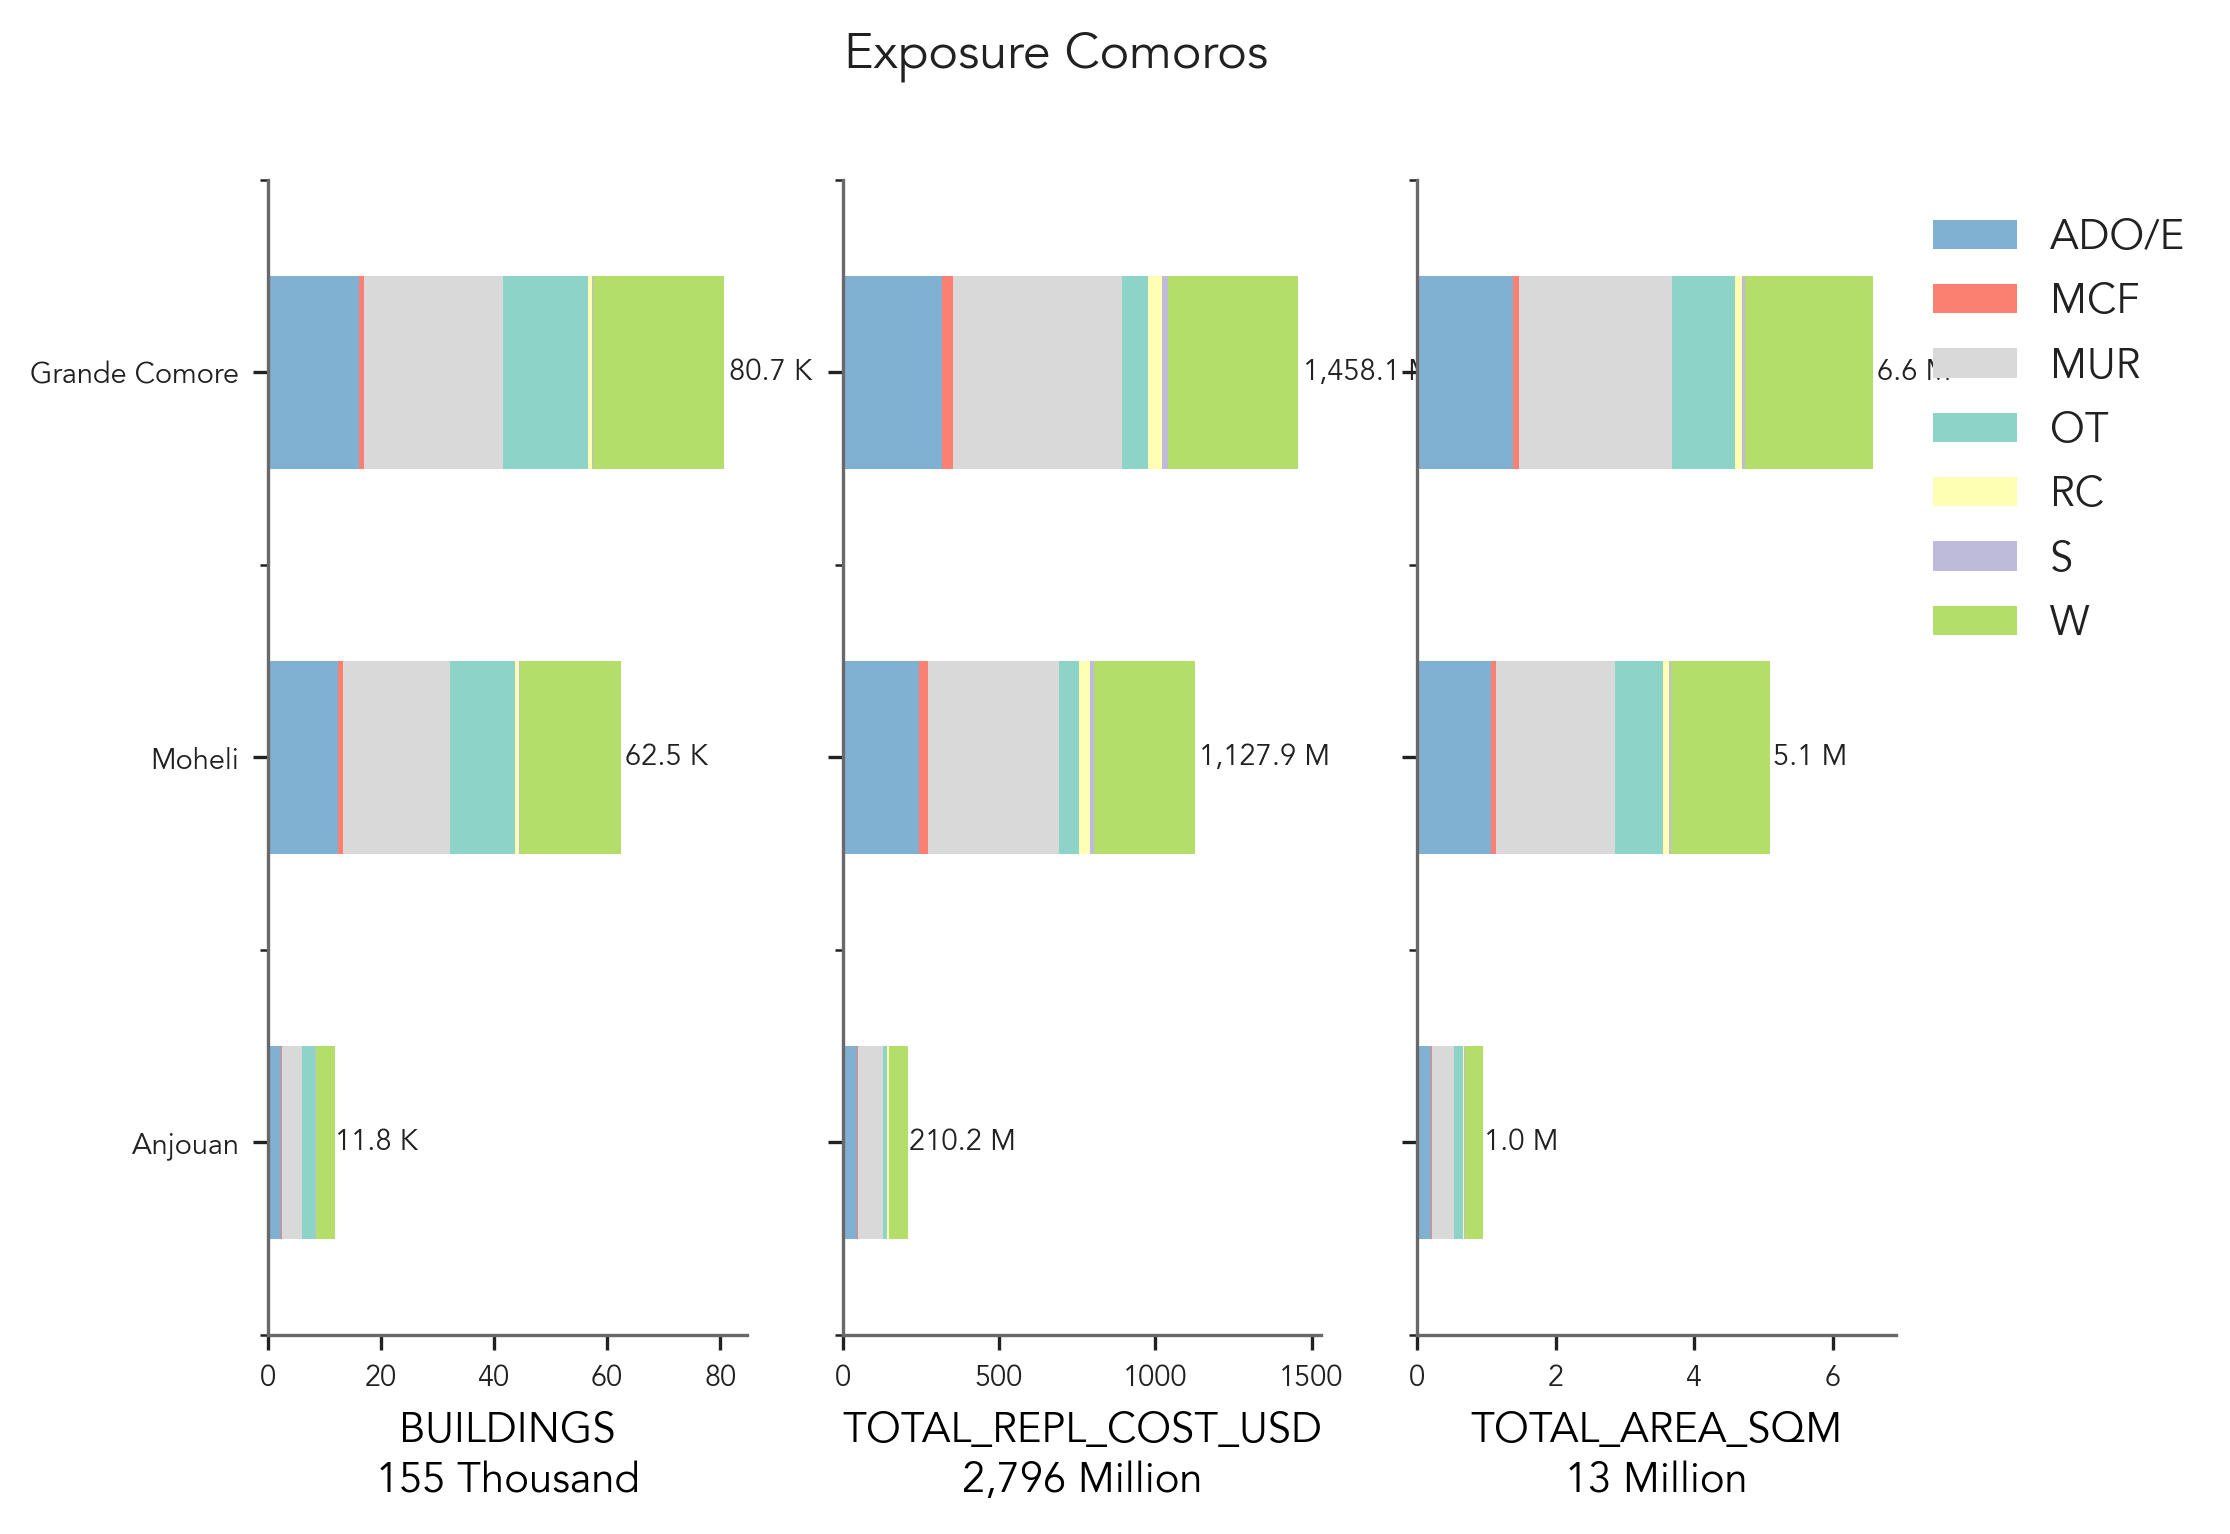 Exposure Comoros
Grande Comore
Moheli
Anjouan
80.7 K
62.5 K
11.8 K
0 20 40 60 80
BUILDINGS
155 Thousand
1,458.1 M
1,127.9 M
210.2 M
0 500 1000 1500
TOTAL_REPL_COST_USD
2,796 Million
6.6 M
5.1 M
1.0 M
0 2 4 6
TOTAL_AREA_SQM
13 Million
ADO/E
MCF
MUR
OT
RC
S
W